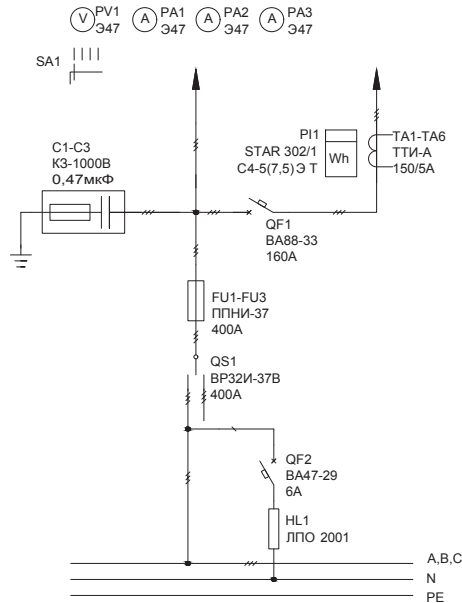 V PV1 Э47
A PA1 Э47
A PA2 Э47
A PA3 Э47
SA1
C1-C3
К3-1000В
0,47мкФ
PI1
STAR 302/1
С4-5(7,5) Э Т
Wh
TA1-TA6
ТТИ-А
150/5А
QF1
ВА88-33
160А
FU1-FU3
ППНИ-37
400А
QS1
ВР32И-37В
400А
QF2
ВА47-29
6А
HL1
ЛПО 2001
A,B,C
N
PE